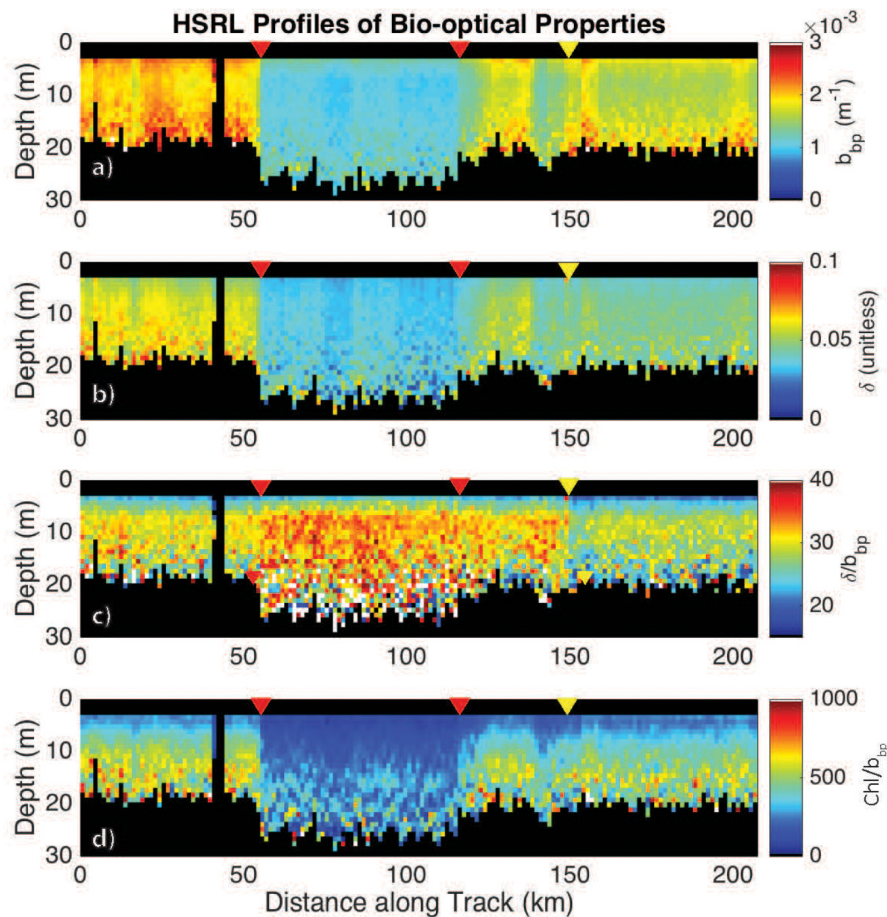 HSRL Profiles of Bio-optical Properties
×10⁻³
0 10 20 30
Depth (m)
a)
0 50 100 150 200
3 2 1 0
b_bp (m⁻¹)
0 10 20 30
Depth (m)
b)
0 50 100 150 200
0.1 0.05 0
δ (unitless)
0 10 20 30
Depth (m)
c)
0 50 100 150 200
40 30 20
δ/b_bp
0 10 20 30
Depth (m)
d)
0 50 100 150 200
1000 500 0
Chl/b_bp
Distance along Track (km)